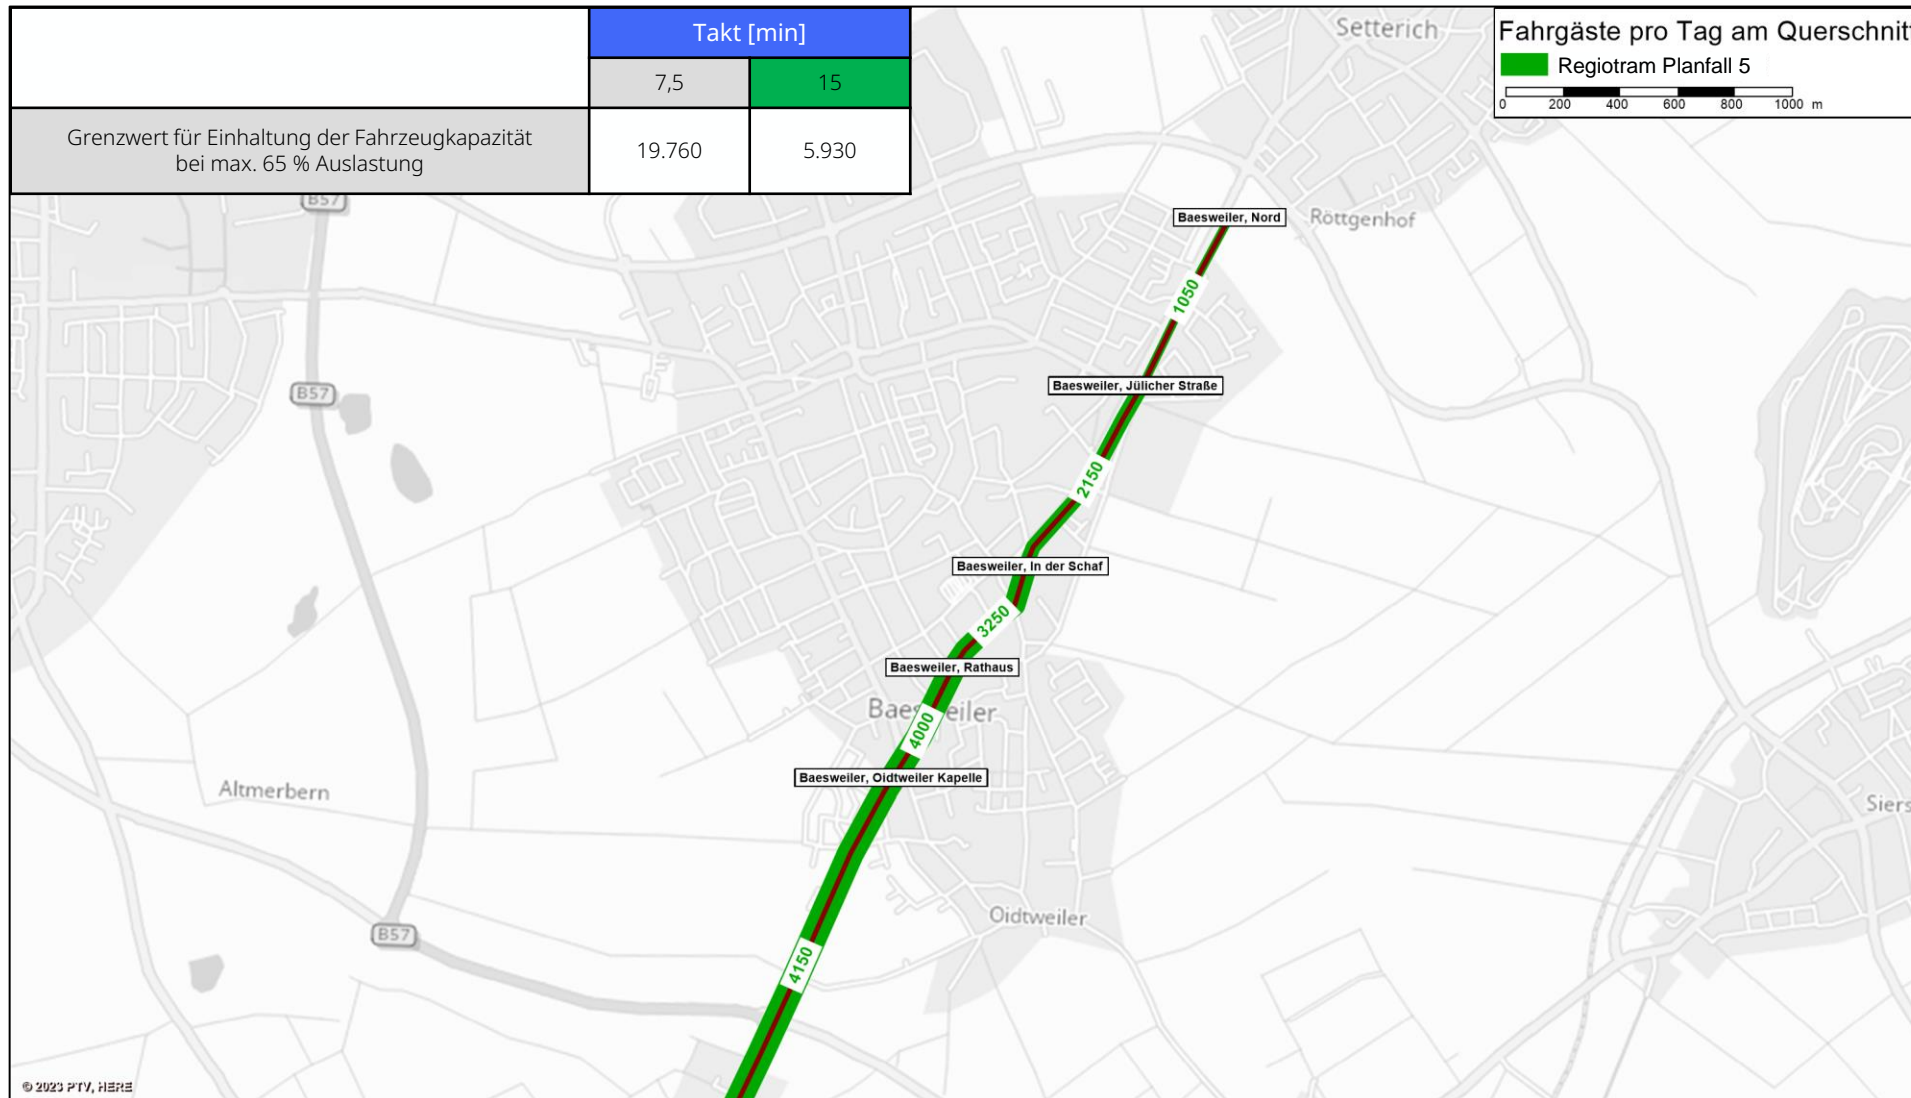 Takt [min]
7,5
15
Grenzwert für Einhaltung der Fahrzeugkapazität
bei max. 65 % Auslastung
19.760
5.930
Fahrgäste pro Tag am Querschnitt
Regiotram Planfall 5
0 200 400 600 800 1000 m
Setterich
B57
Baesweiler, Nord
Röttgenhof
1050
Baesweiler, Jülicher Straße
B57
2150
Baesweiler, In der Schaf
3250
Baesweiler, Rathaus
Baesweiler
4000
Baesweiler, Oidtweiler Kapelle
Altmerbern
Siers
Oidtweiler
B57
4150
© 2023 PTV, HERE